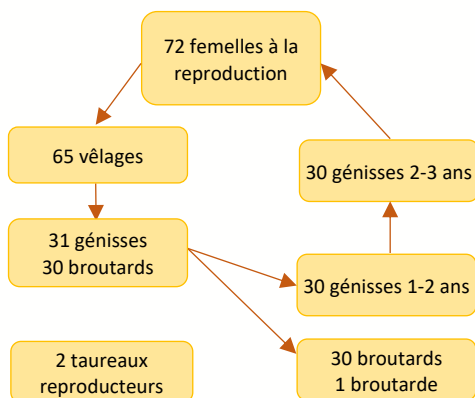 72 femelles à la
reproduction
65 vêlages
30 génisses 2-3 ans
31 génisses
30 broutards
30 génisses 1-2 ans
2 taureaux
reproducteurs
30 broutards
1 broutarde